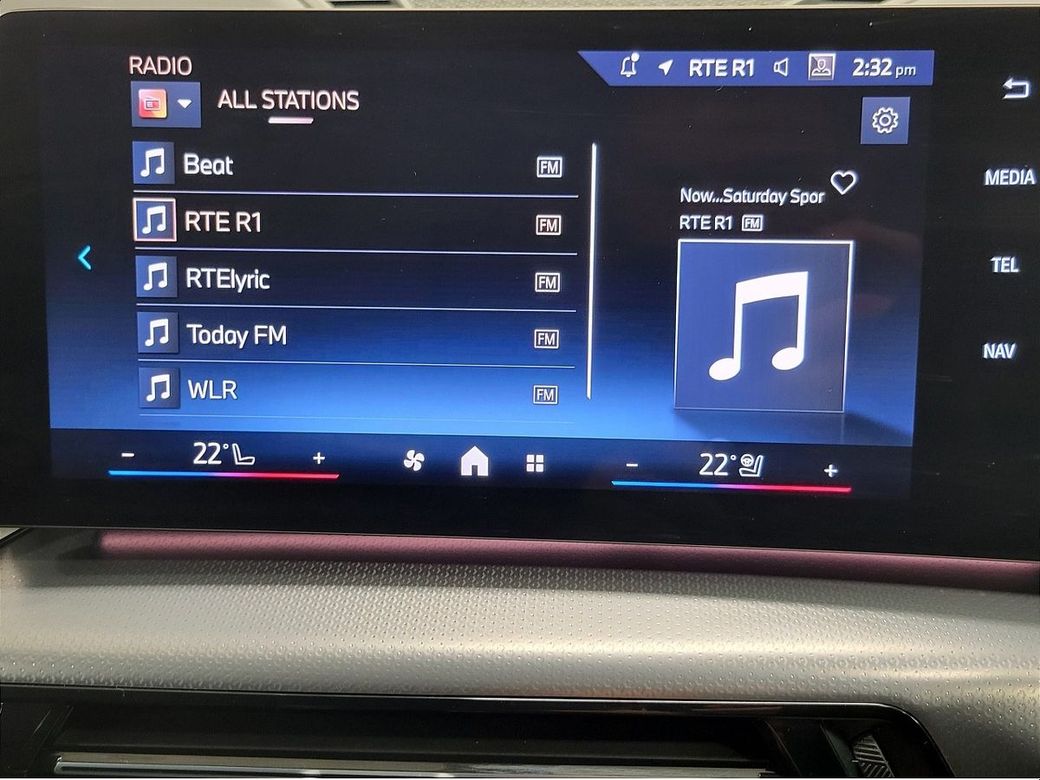 RADIO
RTE R1 2:32 pm
ALL STATIONS
Beat FM
RTE R1 FM
RTElyric FM
Today FM FM
WLR FM
Now...Saturday Spor
RTE R1 FM
MEDIA
TEL
NAV
- 22° +
- 22° +